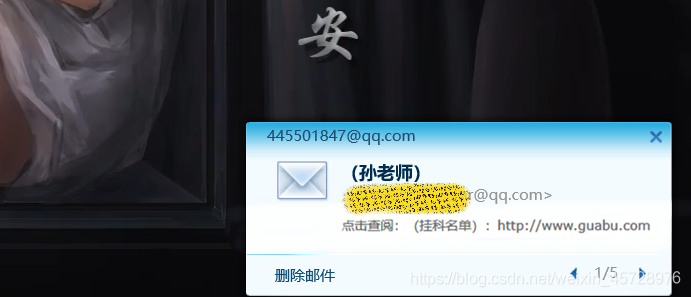 安
445501847@qq.com
(孙老师)
r@qq.com>
点击查阅：（挂科名单）：http://www.guabu.com
删除邮件
1/5
https://blog.csdn.net/weixin_45728976